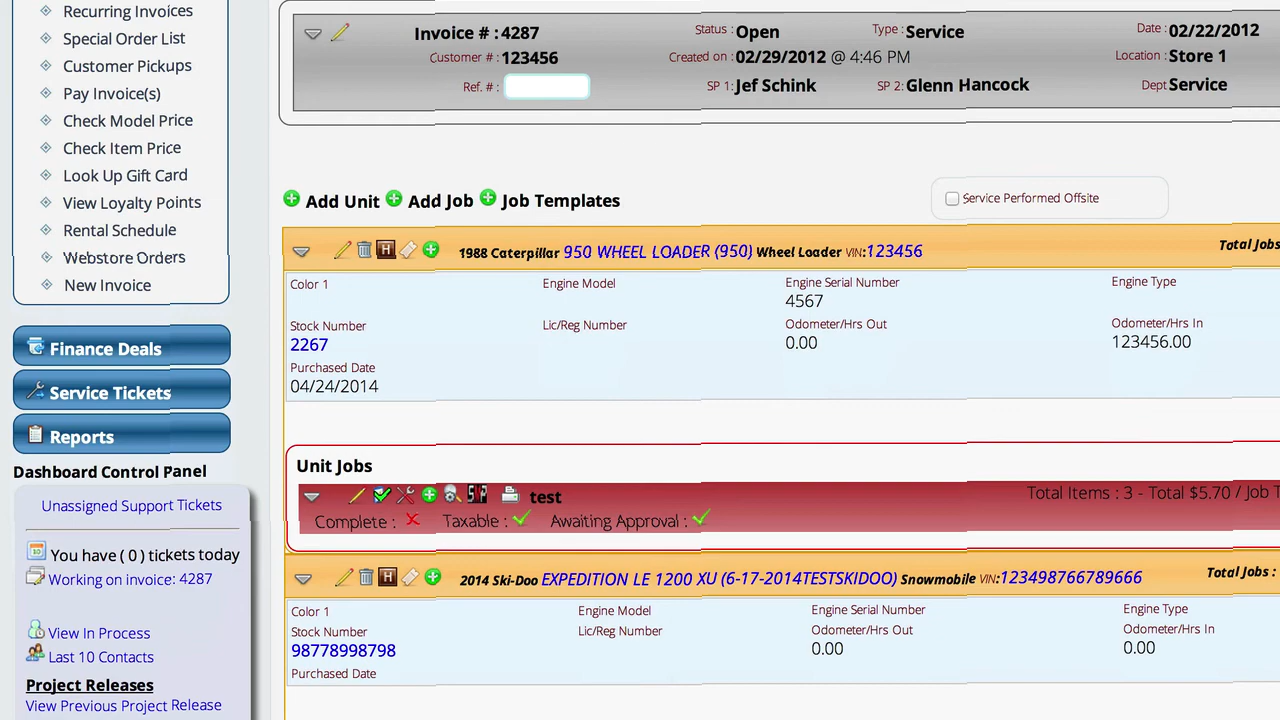 Recurring Invoices
Special Order List
Customer Pickups
Pay Invoice(s)
Check Model Price
Check Item Price
Look Up Gift Card
View Loyalty Points
Rental Schedule
Webstore Orders
New Invoice
Finance Deals
Service Tickets
Reports
Dashboard Control Panel
Unassigned Support Tickets
You have ( 0 ) tickets today
Working on invoice: 4287
View In Process
Last 10 Contacts
Project Releases
View Previous Project Release
Invoice # : 4287 Status : Open Type : Service Date : 02/22/2012
Customer # : 123456 Created on : 02/29/2012 @ 4:46 PM Location : Store 1
Ref. # : SP 1: Jef Schink SP 2: Glenn Hancock Dept Service
Add Unit Add Job Job Templates Service Performed Offsite
1988 Caterpillar 950 WHEEL LOADER (950) Wheel Loader VIN:123456 Total Jobs
Color 1 Engine Model Engine Serial Number Engine Type
4567
Stock Number Lic/Reg Number Odometer/Hrs Out Odometer/Hrs In
2267 0.00 123456.00
Purchased Date
04/24/2014
Unit Jobs
test Total Items : 3 - Total $5.70 / Job T
Complete : Taxable : Awaiting Approval :
2014 Ski-Doo EXPEDITION LE 1200 XU (6-17-2014TESTSKIDOO) Snowmobile VIN:123498766789666 Total Jobs :
Color 1 Engine Model Engine Serial Number Engine Type
Stock Number Lic/Reg Number Odometer/Hrs Out Odometer/Hrs In
98778998798 0.00 0.00
Purchased Date